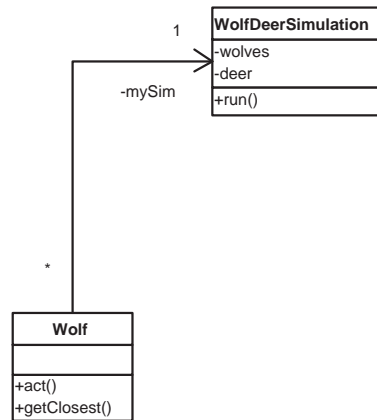 1
WolfDeerSimulation
-wolves
-deer
+run()
-mySim
*
Wolf
+act()
+getClosest()